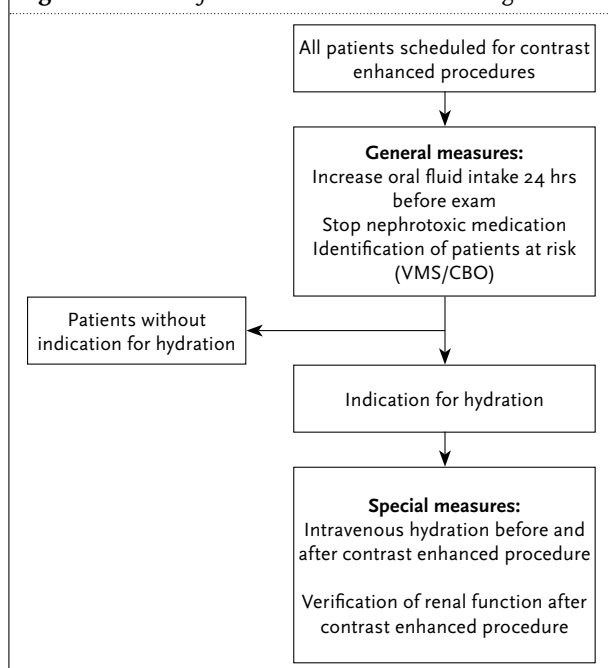 All patients scheduled for contrast
enhanced procedures
General measures:
Increase oral fluid intake 24 hrs
before exam
Stop nephrotoxic medication
Identification of patients at risk
(VMS/CBO)
Patients without
indication for hydration
Indication for hydration
Special measures:
Intravenous hydration before and
after contrast enhanced procedure
Verification of renal function after
contrast enhanced procedure